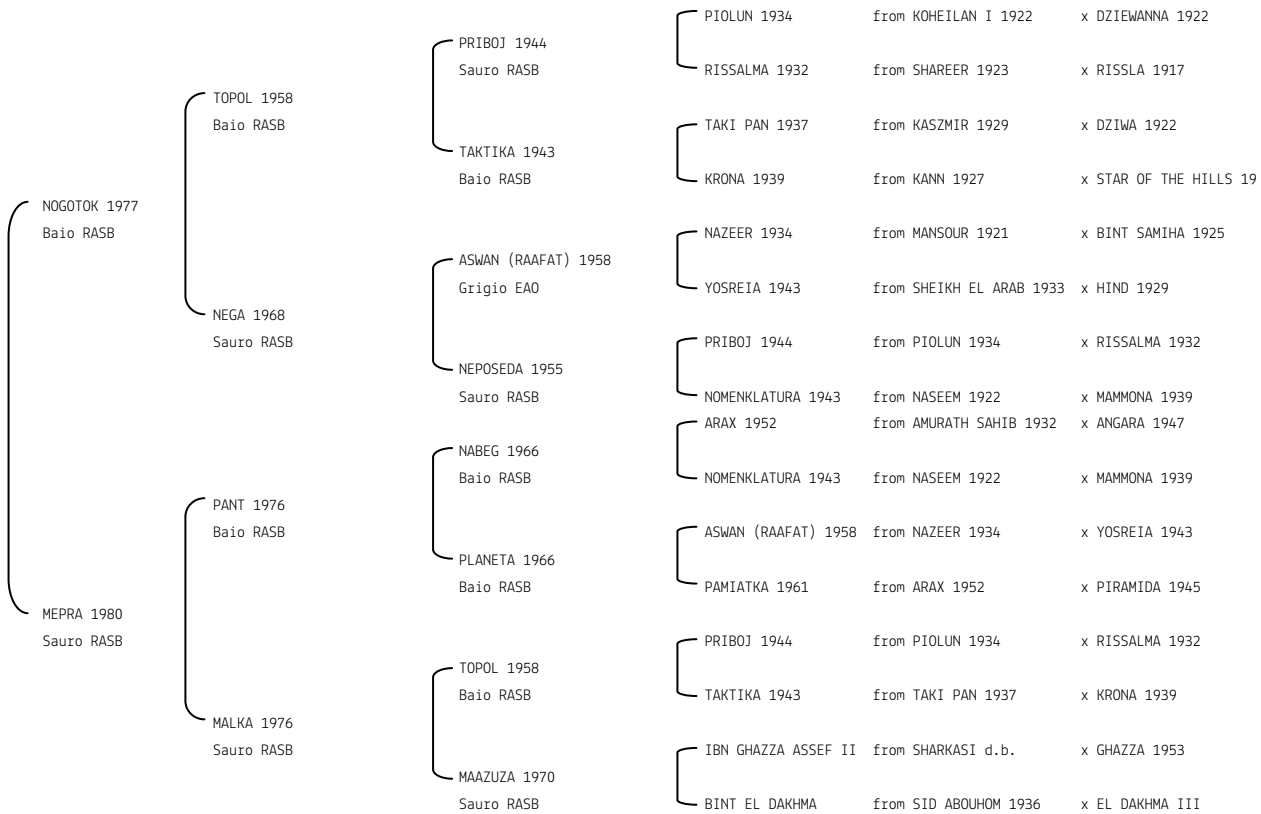 PIOLUN 1934 from KOHEILAN I 1922 x DZIEWANNA 1922
PRIBOJ 1944
Sauro RASB RISSALMA 1932 from SHAREER 1923 x RISSLA 1917
TOPOL 1958
Baio RASB TAKI PAN 1937 from KASZMIR 1929 x DZIWA 1922
TAKTIKA 1943
Baio RASB KRONA 1939 from KANN 1927 x STAR OF THE HILLS 19
NOGOTOK 1977
Baio RASB NAZEER 1934 from MANSOUR 1921 x BINT SAMIHA 1925
ASWAN (RAAFAT) 1958
Grigio EAO YOSREIA 1943 from SHEIKH EL ARAB 1933 x HIND 1929
NEGA 1968
Sauro RASB PRIBOJ 1944 from PIOLUN 1934 x RISSALMA 1932
NEPOSEDA 1955
Sauro RASB NOMENKLATURA 1943 from NASEEM 1922 x MAMMONA 1939
ARAX 1952 from AMURATH SAHIB 1932 x ANGARA 1947
NABEG 1966
Baio RASB NOMENKLATURA 1943 from NASEEM 1922 x MAMMONA 1939
PANT 1976
Baio RASB ASWAN (RAAFAT) 1958 from NAZEER 1934 x YOSREIA 1943
PLANETA 1966
Baio RASB PAMIATKA 1961 from ARAX 1952 x PIRAMIDA 1945
MEPRA 1980
Sauro RASB PRIBOJ 1944 from PIOLUN 1934 x RISSALMA 1932
TOPOL 1958
Baio RASB TAKTIKA 1943 from TAKI PAN 1937 x KRONA 1939
MALKA 1976
Sauro RASB IBN GHAZZA ASSEF II from SHARKASI d.b. x GHAZZA 1953
MAAZUZA 1970
Sauro RASB BINT EL DAKHMA from SID ABOUHOM 1936 x EL DAKHMA III